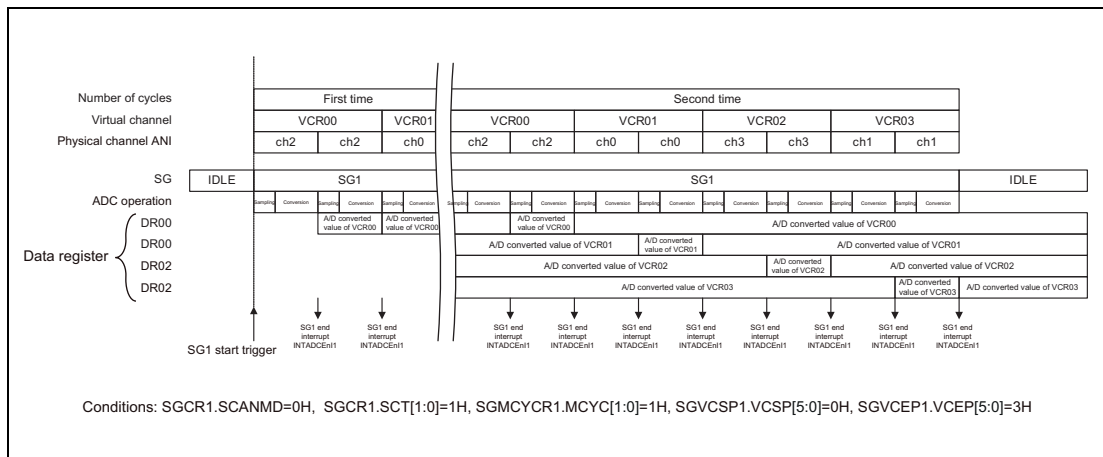 Number of cycles First time Second time
Virtual channel VCR00 VCR01 VCR00 VCR01 VCR02 VCR03
Physical channel ANI ch2 ch2 ch0 ch2 ch2 ch0 ch0 ch3 ch3 ch1 ch1
SG IDLE SG1 SG1 IDLE
ADC operation Sampling Conversion Sampling Conversion Sampling Conversion Sampling Conversion Sampling Conversion Sampling Conversion Sampling Conversion Sampling Conversion Sampling Conversion Sampling Conversion Sampling Conversion
Data register
DR00 A/D converted value of VCR00 A/D converted value of VCR00 A/D converted value of VCR00 A/D converted value of VCR00
DR00 A/D converted value of VCR01 A/D converted value of VCR01 A/D converted value of VCR01
DR02 A/D converted value of VCR02 A/D converted value of VCR02 A/D converted value of VCR02
DR02 A/D converted value of VCR03 A/D converted value of VCR03 A/D converted value of VCR03
SG1 start trigger
SG1 end SG1 end SG1 end SG1 end SG1 end SG1 end SG1 end SG1 end SG1 end SG1 end
interrupt interrupt interrupt interrupt interrupt interrupt interrupt interrupt interrupt interrupt
INTADCEnI1 INTADCEnI1 INTADCEnI1 INTADCEnI1 INTADCEnI1 INTADCEnI1 INTADCEnI1 INTADCEnI1 INTADCEnI1 INTADCEnI1
Conditions: SGCR1.SCANMD=0H, SGCR1.SCT[1:0]=1H, SGMCYCR1.MCYC[1:0]=1H, SGVCSP1.VCSP[5:0]=0H, SGVCEP1.VCEP[5:0]=3H